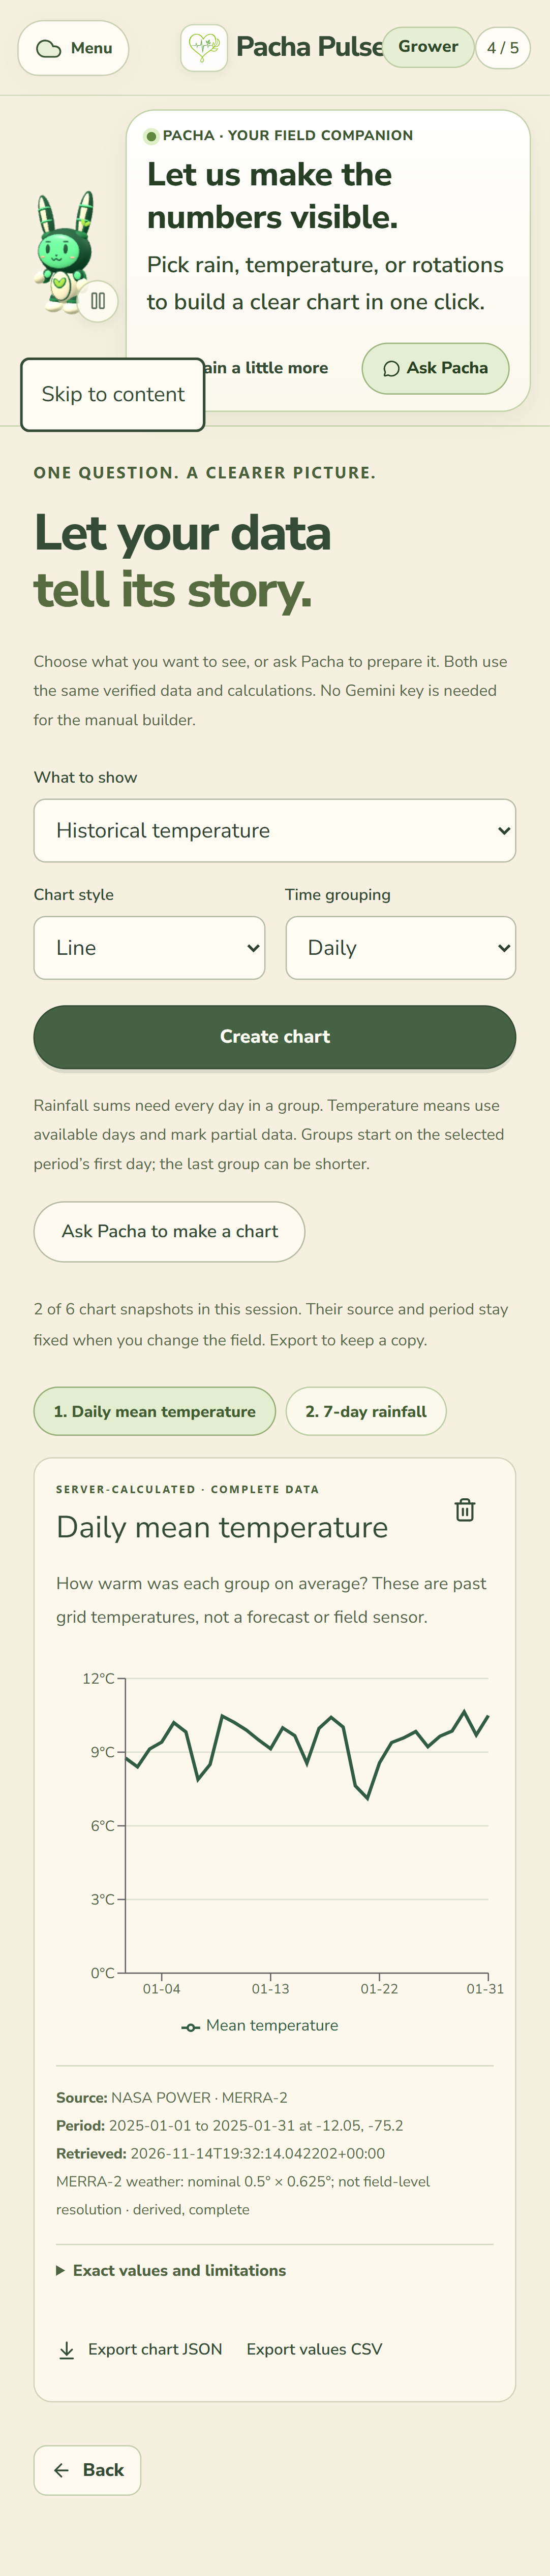 Menu
Pacha Pulse
Grower
4 / 5
PACHA · YOUR FIELD COMPANION
Let us make the
numbers visible.
Pick rain, temperature, or rotations
to build a clear chart in one click.
ain a little more
Ask Pacha
Skip to content
ONE QUESTION. A CLEARER PICTURE.
Let your data
tell its story.
Choose what you want to see, or ask Pacha to prepare it. Both use
the same verified data and calculations. No Gemini key is needed
for the manual builder.
What to show
Historical temperature
Chart style
Time grouping
Line
Daily
Create chart
Rainfall sums need every day in a group. Temperature means use
available days and mark partial data. Groups start on the selected
period's first day; the last group can be shorter.
Ask Pacha to make a chart
2 of 6 chart snapshots in this session. Their source and period stay
fixed when you change the field. Export to keep a copy.
1. Daily mean temperature
2. 7-day rainfall
SERVER-CALCULATED · COMPLETE DATA
Daily mean temperature
How warm was each group on average? These are past
grid temperatures, not a forecast or field sensor.
12°C
9°C
6°C
3°C
0°C
01-04
01-13
01-22
01-31
Mean temperature
Source: NASA POWER · MERRA-2
Period: 2025-01-01 to 2025-01-31 at -12.05, -75.2
Retrieved: 2026-11-14T19:32:14.042202+00:00
MERRA-2 weather: nominal 0.5° × 0.625°; not field-level
resolution · derived, complete
Exact values and limitations
Export chart JSON
Export values CSV
Back